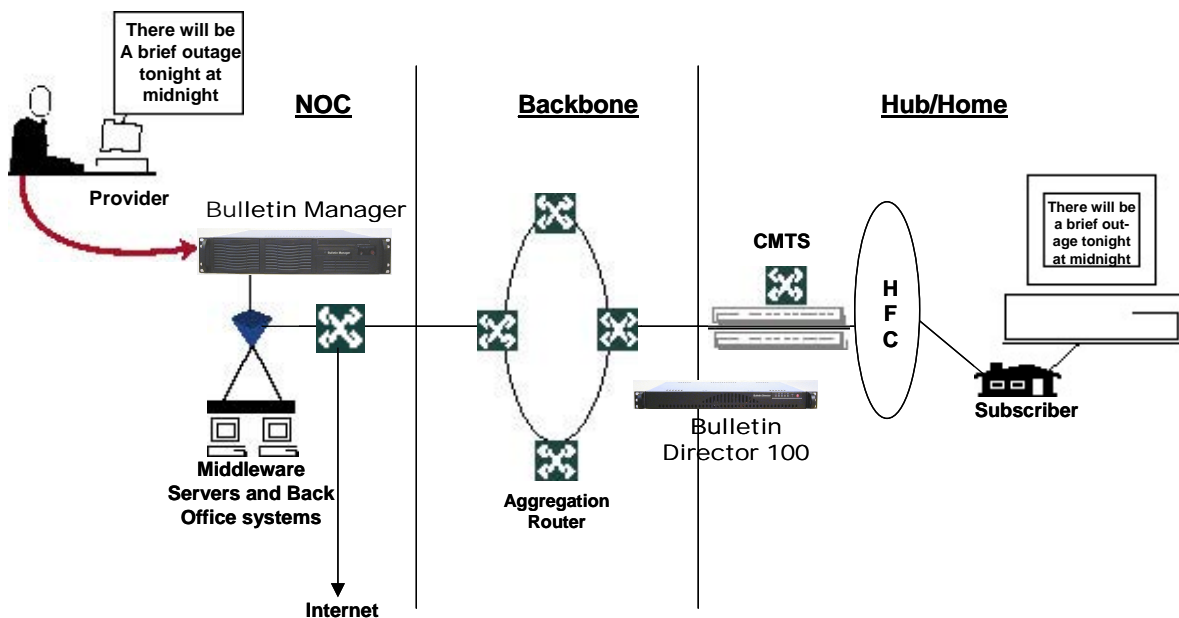 There will be
A brief outage
tonight at
midnight
NOC
Backbone
Hub/Home
Provider
Bulletin Manager
There will be
a brief out-
age tonight
at midnight
CMTS
H
F
C
Subscriber
Bulletin
Director 100
Middleware
Servers and Back
Office systems
Aggregation
Router
Internet